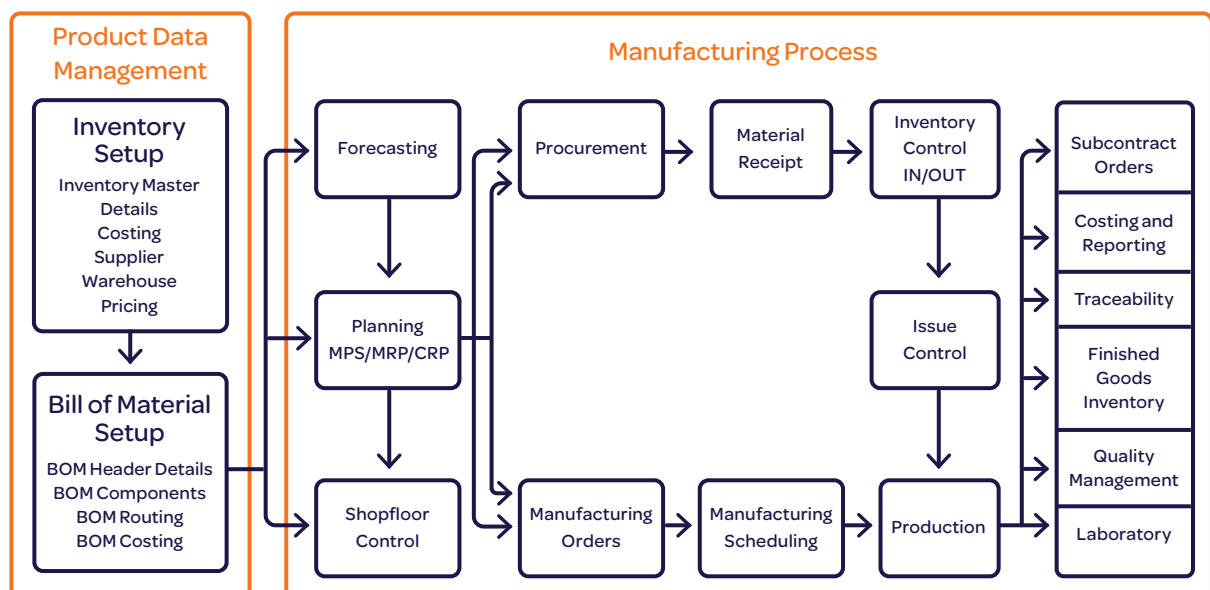 Product Data
Management
Inventory
Setup
Inventory Master
Details
Costing
Supplier
Warehouse
Pricing
Bill of Material
Setup
BOM Header Details
BOM Components
BOM Routing
BOM Costing
Manufacturing Process
Forecasting
Planning
MPS/MRP/CRP
Shopfloor
Control
Procurement
Material
Receipt
Inventory
Control
IN/OUT
Issue
Control
Manufacturing
Orders
Manufacturing
Scheduling
Production
Subcontract
Orders
Costing and
Reporting
Traceability
Finished
Goods
Inventory
Quality
Management
Laboratory